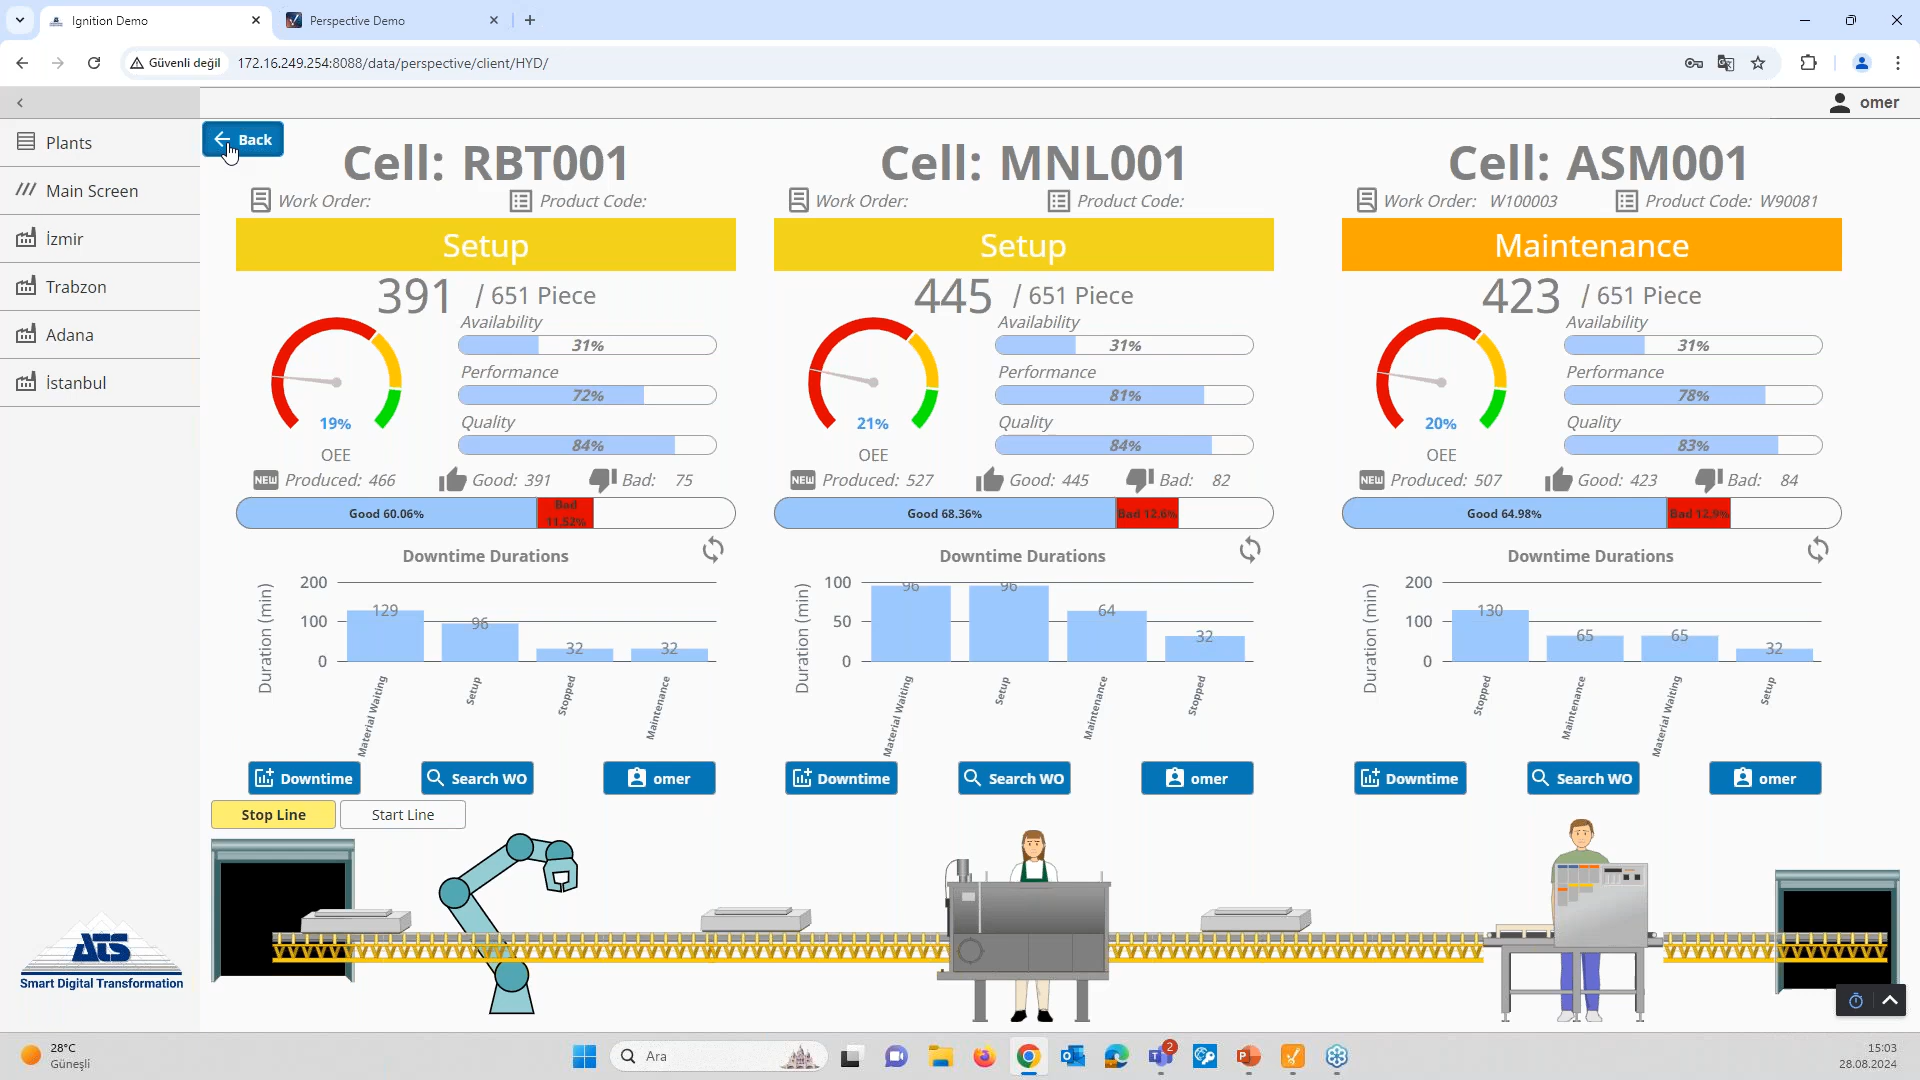 Ignition Demo
Perspective Demo
Güvenli değil
172.16.249.254:8088/data/perspective/client/HYD/
omer
Plants
Main Screen
İzmir
Trabzon
Adana
İstanbul
Back
Cell: RBT001
Work Order:
Product Code:
Setup
391 / 651 Piece
Availability
31%
Performance
72%
Quality
84%
19%
OEE
NEW Produced: 466 Good: 391 Bad: 75
Good 60.06%
Bad 11.52%
Downtime Durations
Duration (min)
200
100
0
129
96
32
32
Material Waiting
Setup
Stopped
Maintenance
Downtime
Search WO
omer
Cell: MNL001
Work Order:
Product Code:
Setup
445 / 651 Piece
Availability
31%
Performance
81%
Quality
84%
21%
OEE
NEW Produced: 527 Good: 445 Bad: 82
Good 68.36%
Bad 12.6%
Downtime Durations
Duration (min)
100
50
0
96
96
64
32
Material Waiting
Setup
Maintenance
Stopped
Downtime
Search WO
omer
Cell: ASM001
Work Order: W100003
Product Code: W90081
Maintenance
423 / 651 Piece
Availability
31%
Performance
78%
Quality
83%
20%
OEE
NEW Produced: 507 Good: 423 Bad: 84
Good 64.98%
Bad 12.9%
Downtime Durations
Duration (min)
200
100
0
130
65
65
32
Stopped
Maintenance
Material Waiting
Setup
Downtime
Search WO
omer
Stop Line
Start Line
ATS
Smart Digital Transformation
28°C
Güneşli
Ara
2
15:03
28.08.2024